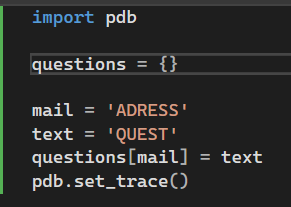 import pdb
questions = {}
mail = 'ADRESS'
text = 'QUEST'
questions[mail] = text
pdb.set_trace()